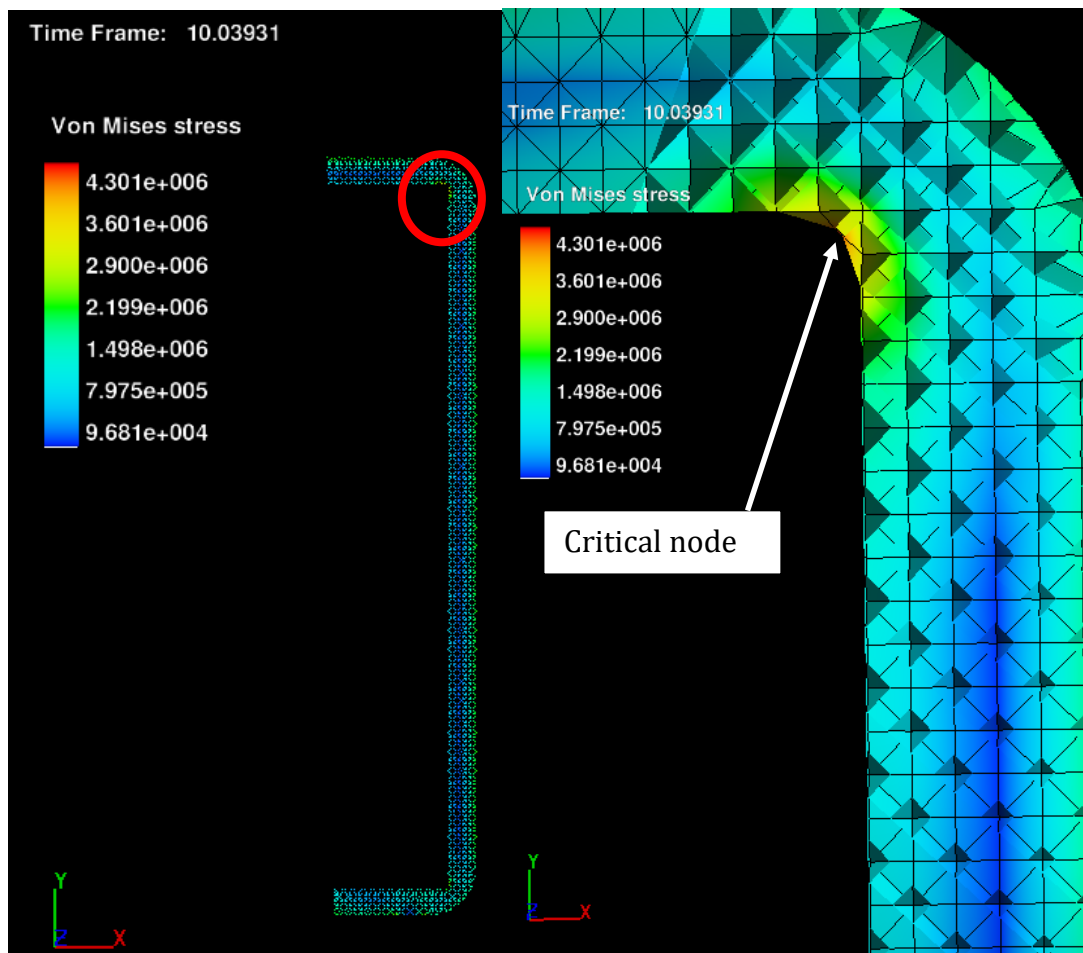 Time Frame: 10.03931
Von Mises stress
4.301e+006
3.601e+006
2.900e+006
2.199e+006
1.498e+006
7.975e+005
9.681e+004
Y
Z
X
Time Frame: 10.03931
Von Mises stress
4.301e+006
3.601e+006
2.900e+006
2.199e+006
1.498e+006
7.975e+005
9.681e+004
Critical node
Y
Z
X